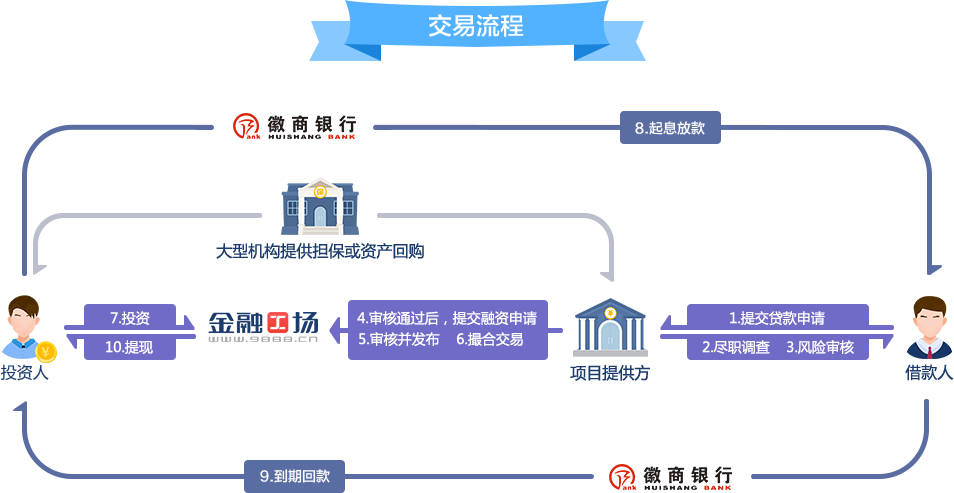 交易流程
徽商银行
HUISHANG BANK
Bank
8.起息放款
大型机构提供担保或资产回购
7.投资
10.提现
金融工场
www.9888.cn
4.审核通过后，提交融资申请
5.审核并发布 6.撮合交易
1.提交贷款申请
2.尽职调查 3.风险审核
投资人
项目提供方
借款人
9.到期回款
徽商银行
HUISHANG BANK
Bank